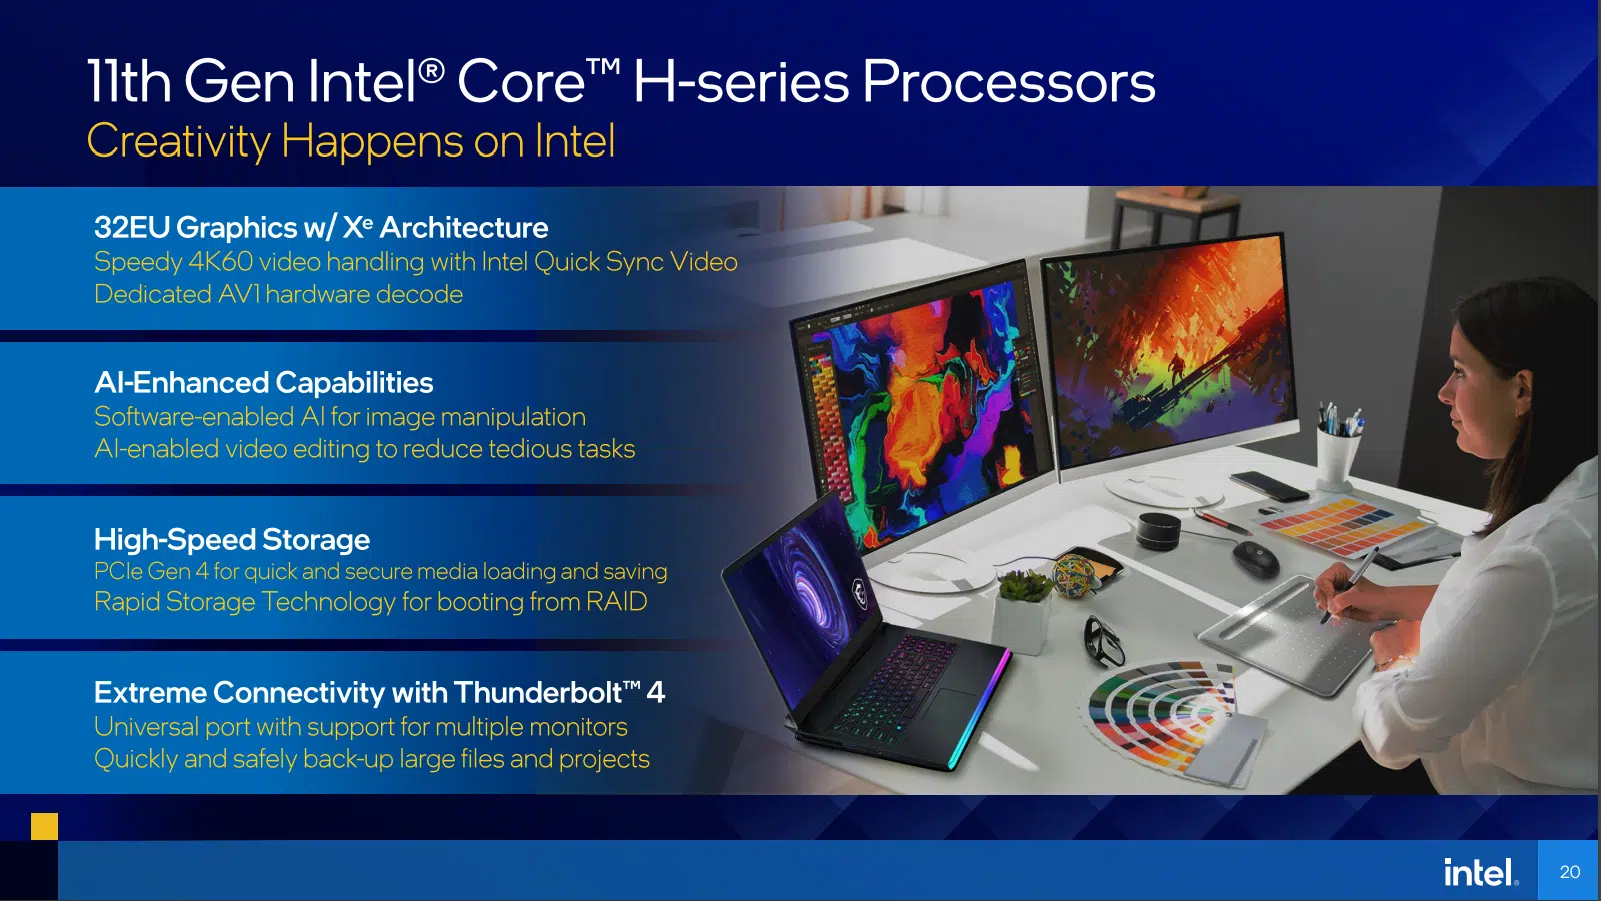 11th Gen Intel® Core™ H-series Processors
Creativity Happens on Intel
32EU Graphics w/ Xᵉ Architecture
Speedy 4K60 video handling with Intel Quick Sync Video
Dedicated AV1 hardware decode
AI-Enhanced Capabilities
Software-enabled AI for image manipulation
AI-enabled video editing to reduce tedious tasks
High-Speed Storage
PCIe Gen 4 for quick and secure media loading and saving
Rapid Storage Technology for booting from RAID
Extreme Connectivity with Thunderbolt™ 4
Universal port with support for multiple monitors
Quickly and safely back-up large files and projects
intel®
20